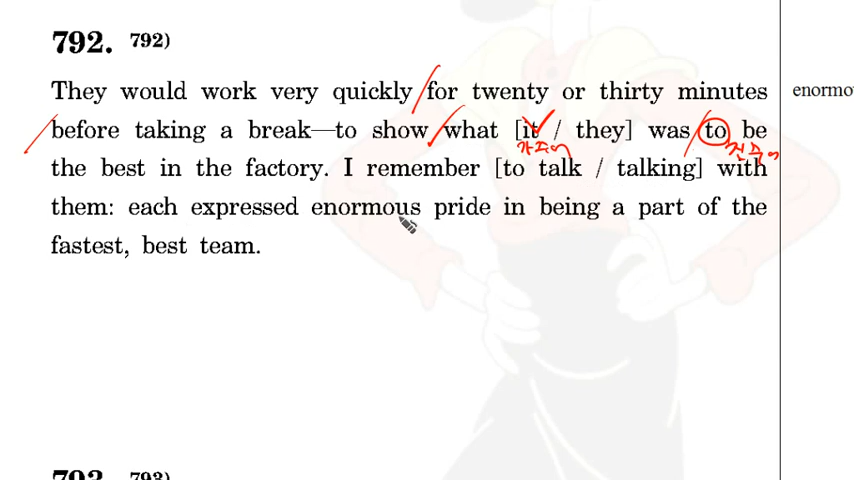 792. 792)
They would work very quickly for twenty or thirty minutes
enormo
before taking a break—to show what [it / they] was to be
가주어
진주어
the best in the factory. I remember [to talk / talking] with
them: each expressed enormous pride in being a part of the
fastest, best team.
793. 793)